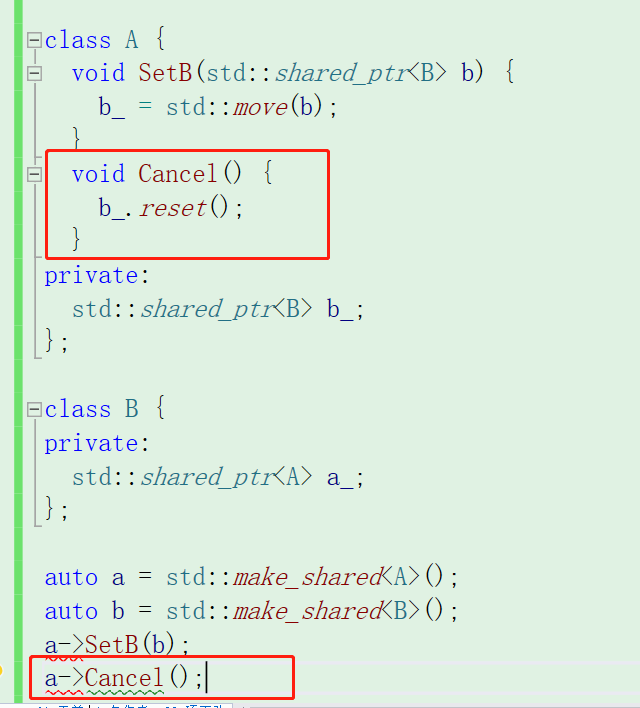 class A {
  void SetB(std::shared_ptr<B> b) {
    b_ = std::move(b);
  }
  void Cancel() {
    b_.reset();
  }
private:
  std::shared_ptr<B> b_;
};
class B {
private:
  std::shared_ptr<A> a_;
};
auto a = std::make_shared<A>();
auto b = std::make_shared<B>();
a->SetB(b);
a->Cancel();